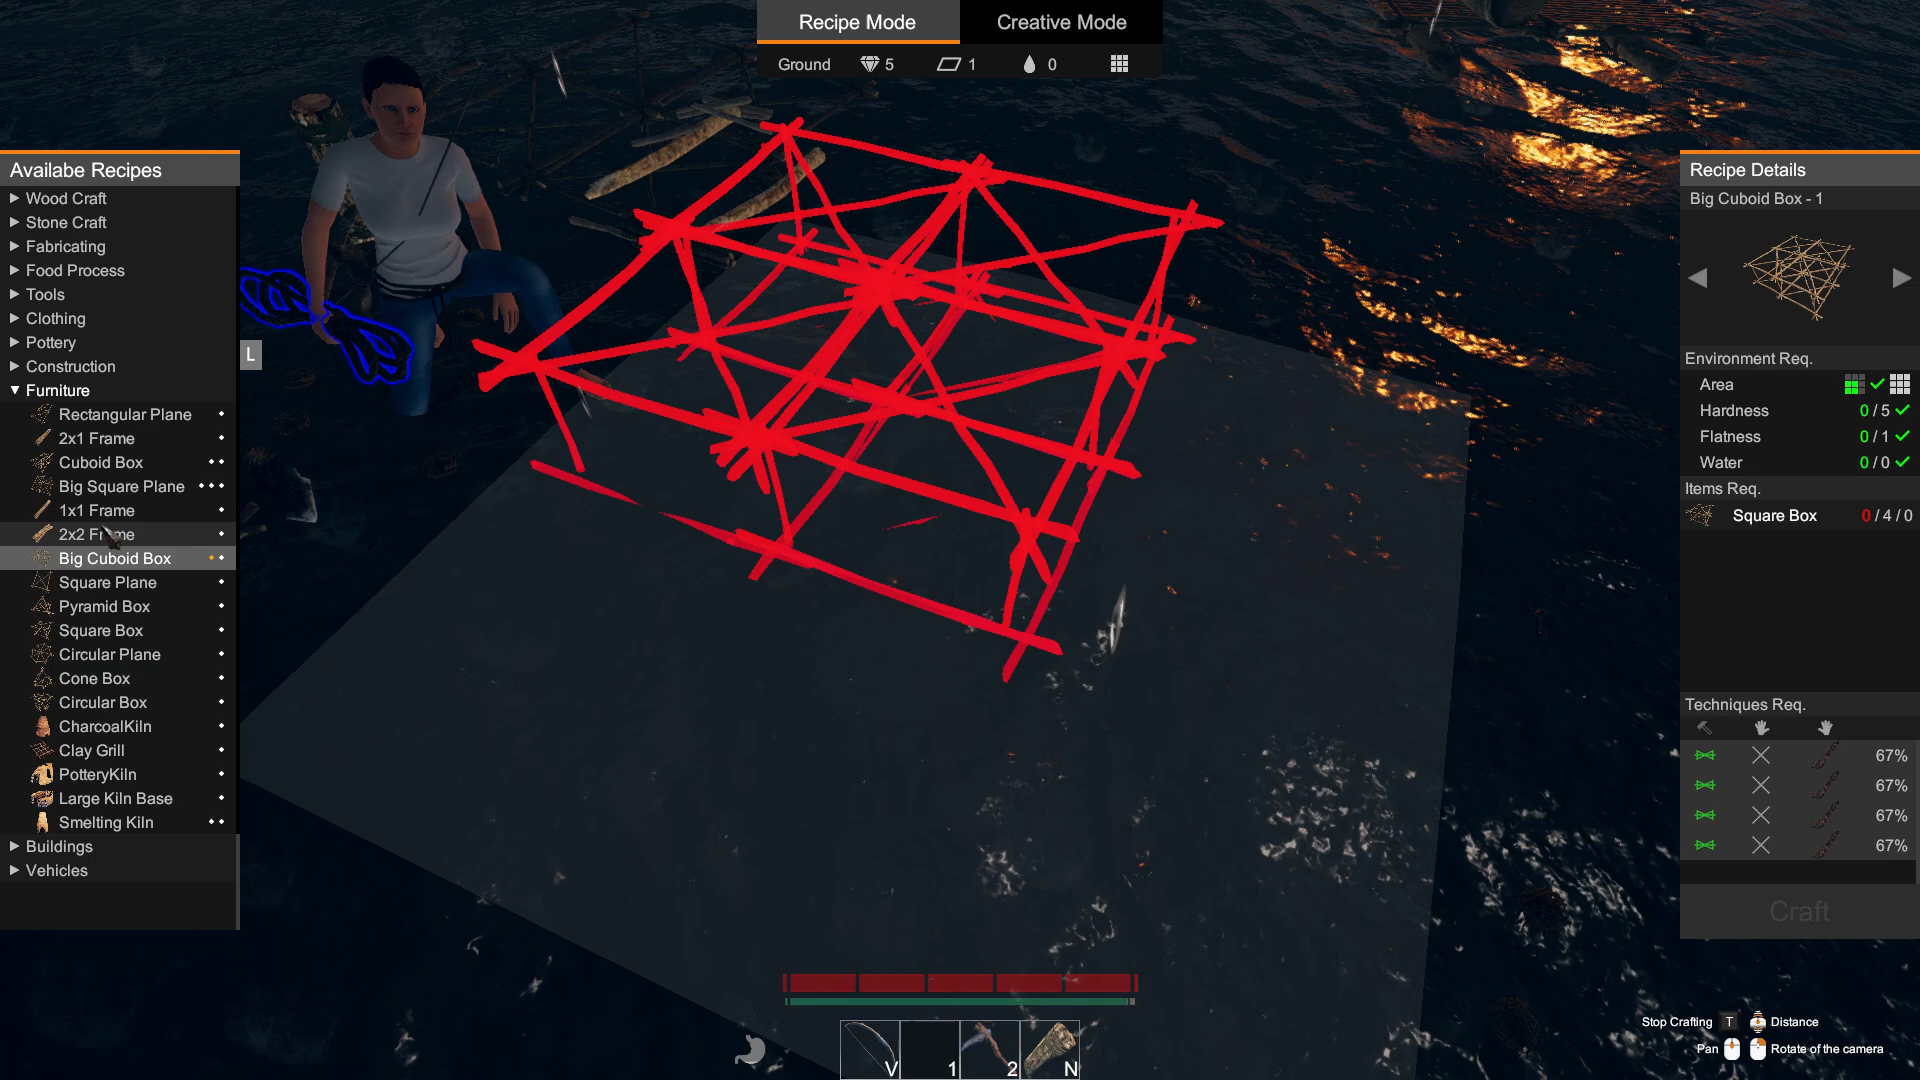 Recipe Mode
Creative Mode
Ground 5 1 0
Availabe Recipes
Wood Craft
Stone Craft
Fabricating
Food Process
Tools
Clothing
Pottery
Construction
Furniture
Rectangular Plane
2x1 Frame
Cuboid Box
Big Square Plane
1x1 Frame
2x2 Frame
Big Cuboid Box
Square Plane
Pyramid Box
Square Box
Circular Plane
Cone Box
Circular Box
CharcoalKiln
Clay Grill
PotteryKiln
Large Kiln Base
Smelting Kiln
Buildings
Vehicles
L
Recipe Details
Big Cuboid Box - 1
Environment Req.
Area
Hardness 0 / 5
Flatness 0 / 1
Water 0 / 0
Items Req.
Square Box 0 / 4 / 0
Techniques Req.
67%
67%
67%
67%
Craft
V 1 2 N
Stop Crafting T Distance
Pan Rotate of the camera